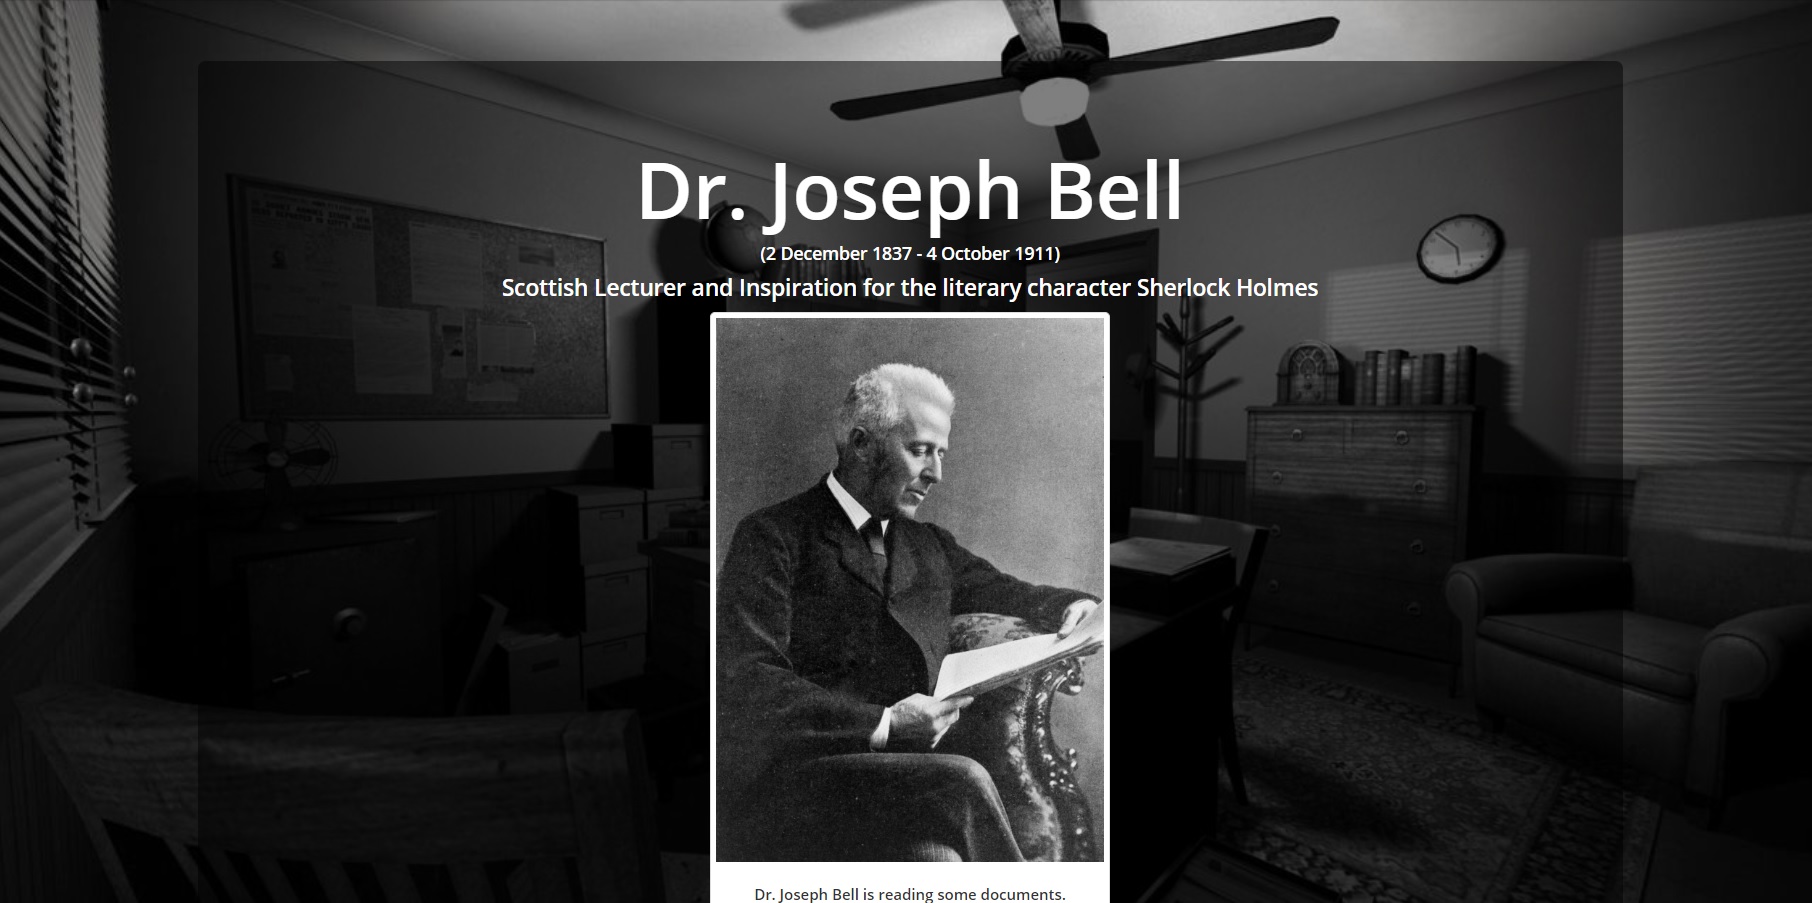 Dr. Joseph Bell
(2 December 1837 - 4 October 1911)
Scottish Lecturer and Inspiration for the literary character Sherlock Holmes
Dr. Joseph Bell is reading some documents.